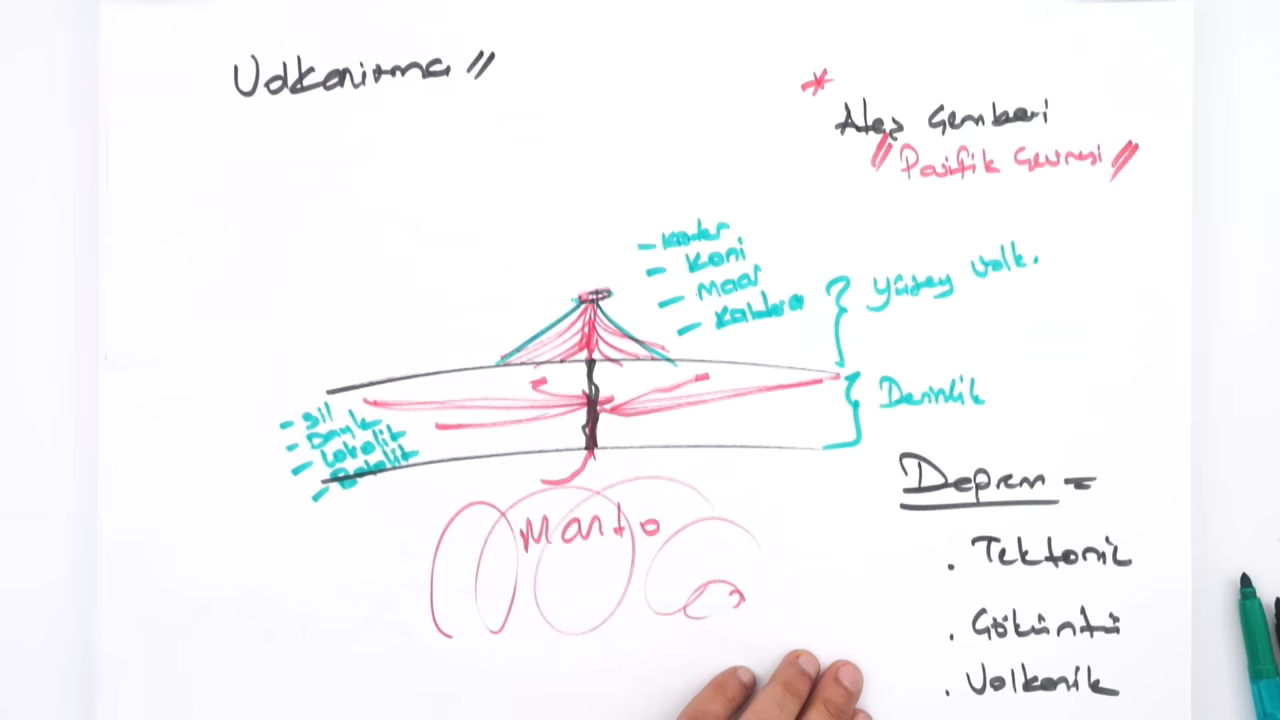 Volkanizma //
* Ateş Çemberi
// Pasifik Çevresi //
- krater
- Koni
- Maar
- Kaldera
Yüzey Volk.
Derinlik
- Sil
- Dayk
- Lakolit
- Batolit
Manto
Deprem =
. Tektonik
. Çöküntü
. Volkanik